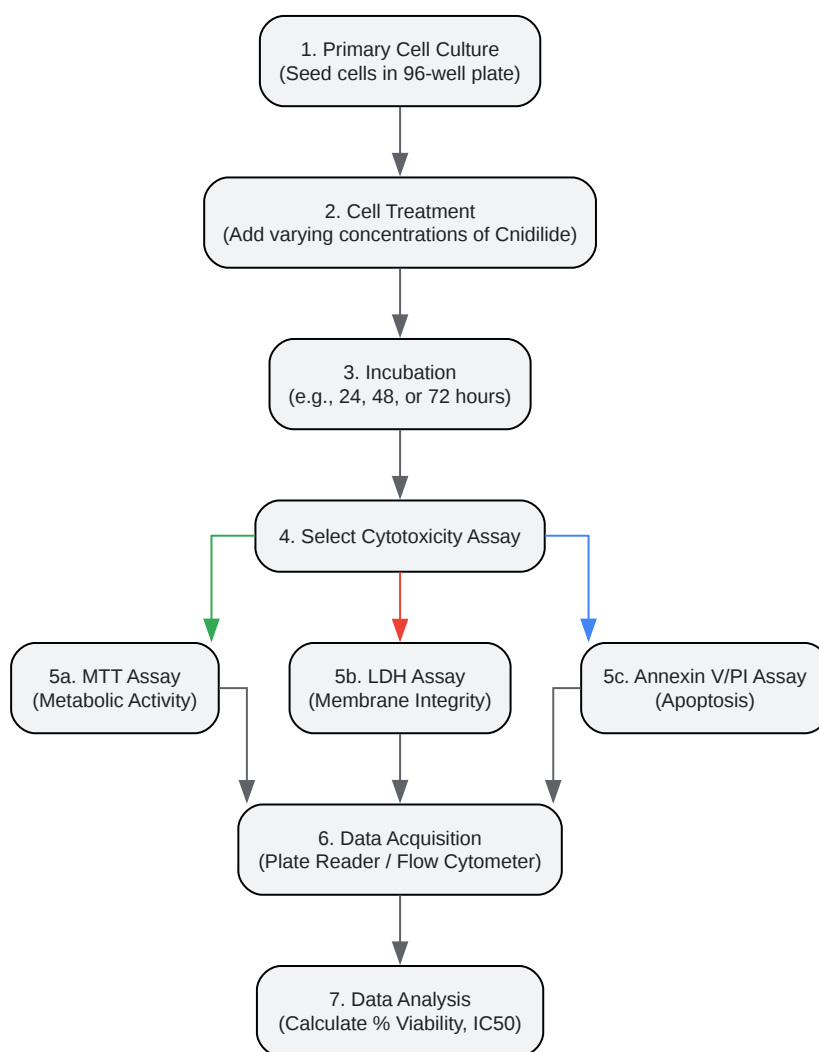 1. Primary Cell Culture
(Seed cells in 96-well plate)
2. Cell Treatment
(Add varying concentrations of Cnidilide)
3. Incubation
(e.g., 24, 48, or 72 hours)
4. Select Cytotoxicity Assay
5a. MTT Assay
(Metabolic Activity)
5b. LDH Assay
(Membrane Integrity)
5c. Annexin V/PI Assay
(Apoptosis)
6. Data Acquisition
(Plate Reader / Flow Cytometer)
7. Data Analysis
(Calculate % Viability, IC50)